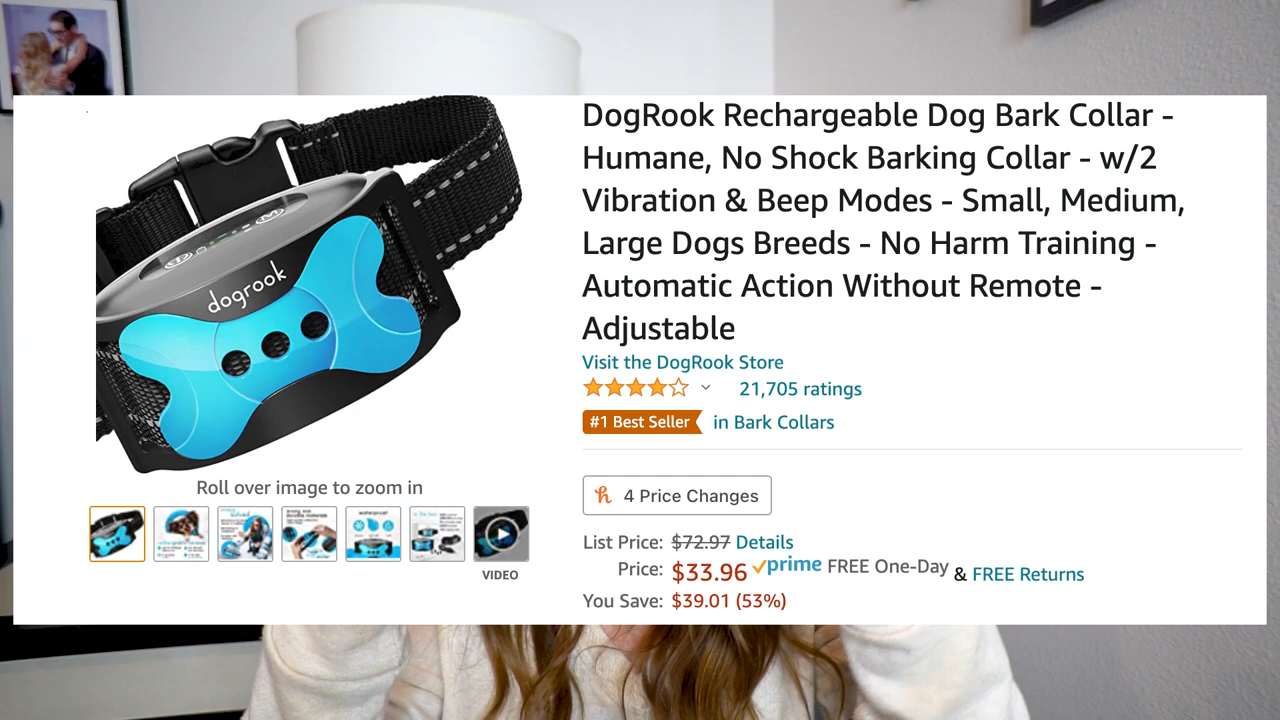 DogRook Rechargeable Dog Bark Collar -
Humane, No Shock Barking Collar - w/2
Vibration & Beep Modes - Small, Medium,
Large Dogs Breeds - No Harm Training -
Automatic Action Without Remote -
Adjustable
Visit the DogRook Store
21,705 ratings
#1 Best Seller in Bark Collars
4 Price Changes
List Price: $72.97 Details
Price: $33.96 prime FREE One-Day & FREE Returns
You Save: $39.01 (53%)
dogrook
M
Roll over image to zoom in
VIDEO